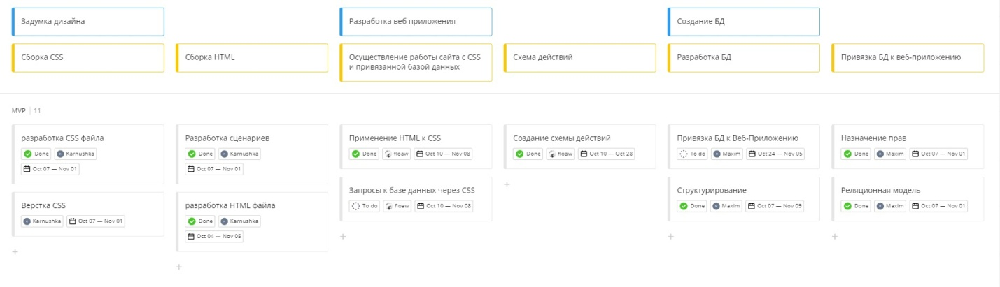 Задумка дизайна
Разработка веб приложения
Создание БД
Сборка CSS
Сборка HTML
Осуществление работы сайта с CSS
и привязанной базой данных
Схема действий
Разработка БД
Привязка БД к веб-приложению
MVP 11
разработка CSS файла
Done Karnushka
Oct 07 — Nov 01
Верстка CSS
Karnushka Oct 07 — Nov 01
Разработка сценариев
Done Karnushka
Oct 07 — Nov 01
разработка HTML файла
Done Karnushka
Oct 04 — Nov 05
Применение HTML к CSS
Done floaw Oct 10 — Nov 08
Запросы к базе данных через CSS
To do floaw Oct 10 — Nov 08
Создание схемы действий
Done floaw Oct 10 — Oct 28
Привязка БД к Веб-Приложению
To do Maxim Oct 24 — Nov 05
Структурирование
Done Maxim Oct 07 — Nov 09
Назначение прав
Done Maxim Oct 07 — Nov 01
Реляционная модель
Done Maxim Oct 07 — Nov 01